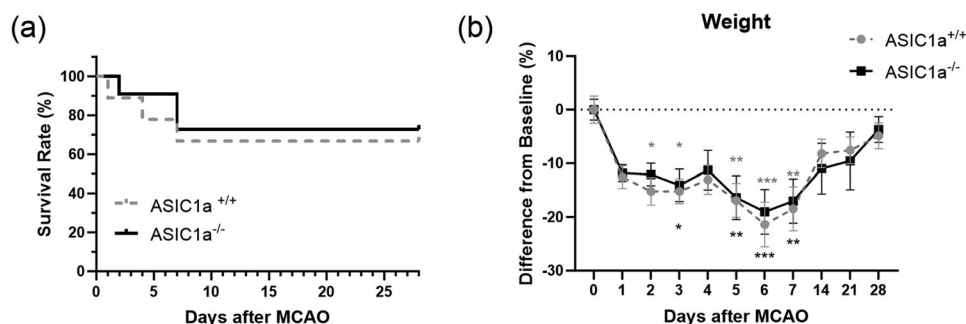 (a)
Survival Rate (%)
100
80
60
40
20
0
ASIC1a +/+
ASIC1a-/-
0 5 10 15 20 25
Days after MCAO
(b)
Weight
ASIC1a+/+
ASIC1a-/-
Difference from Baseline (%)
10
0
-10
-20
-30
* * ** *** **
* ** *** **
0 1 2 3 4 5 6 7 14 21 28
Days after MCAO